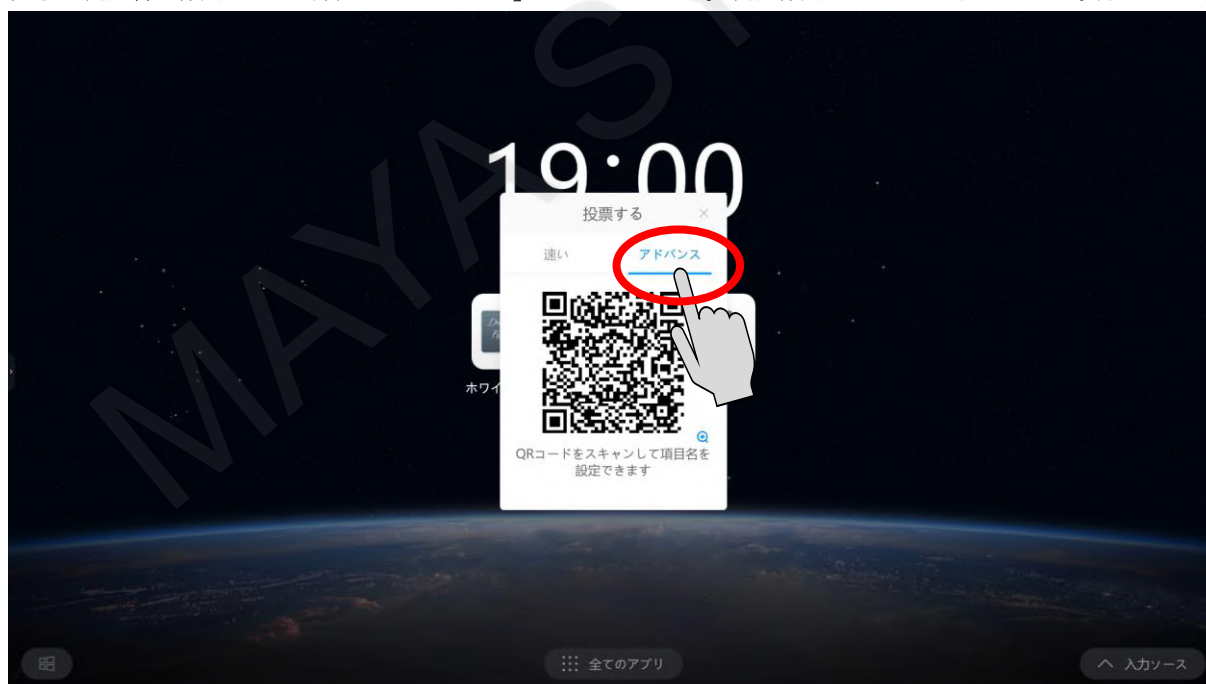 19:00
投票する
速い
アドバンス
ホワイ
QRコードをスキャンして項目名を
設定できます
全てのアプリ
入力ソース
MAYA S